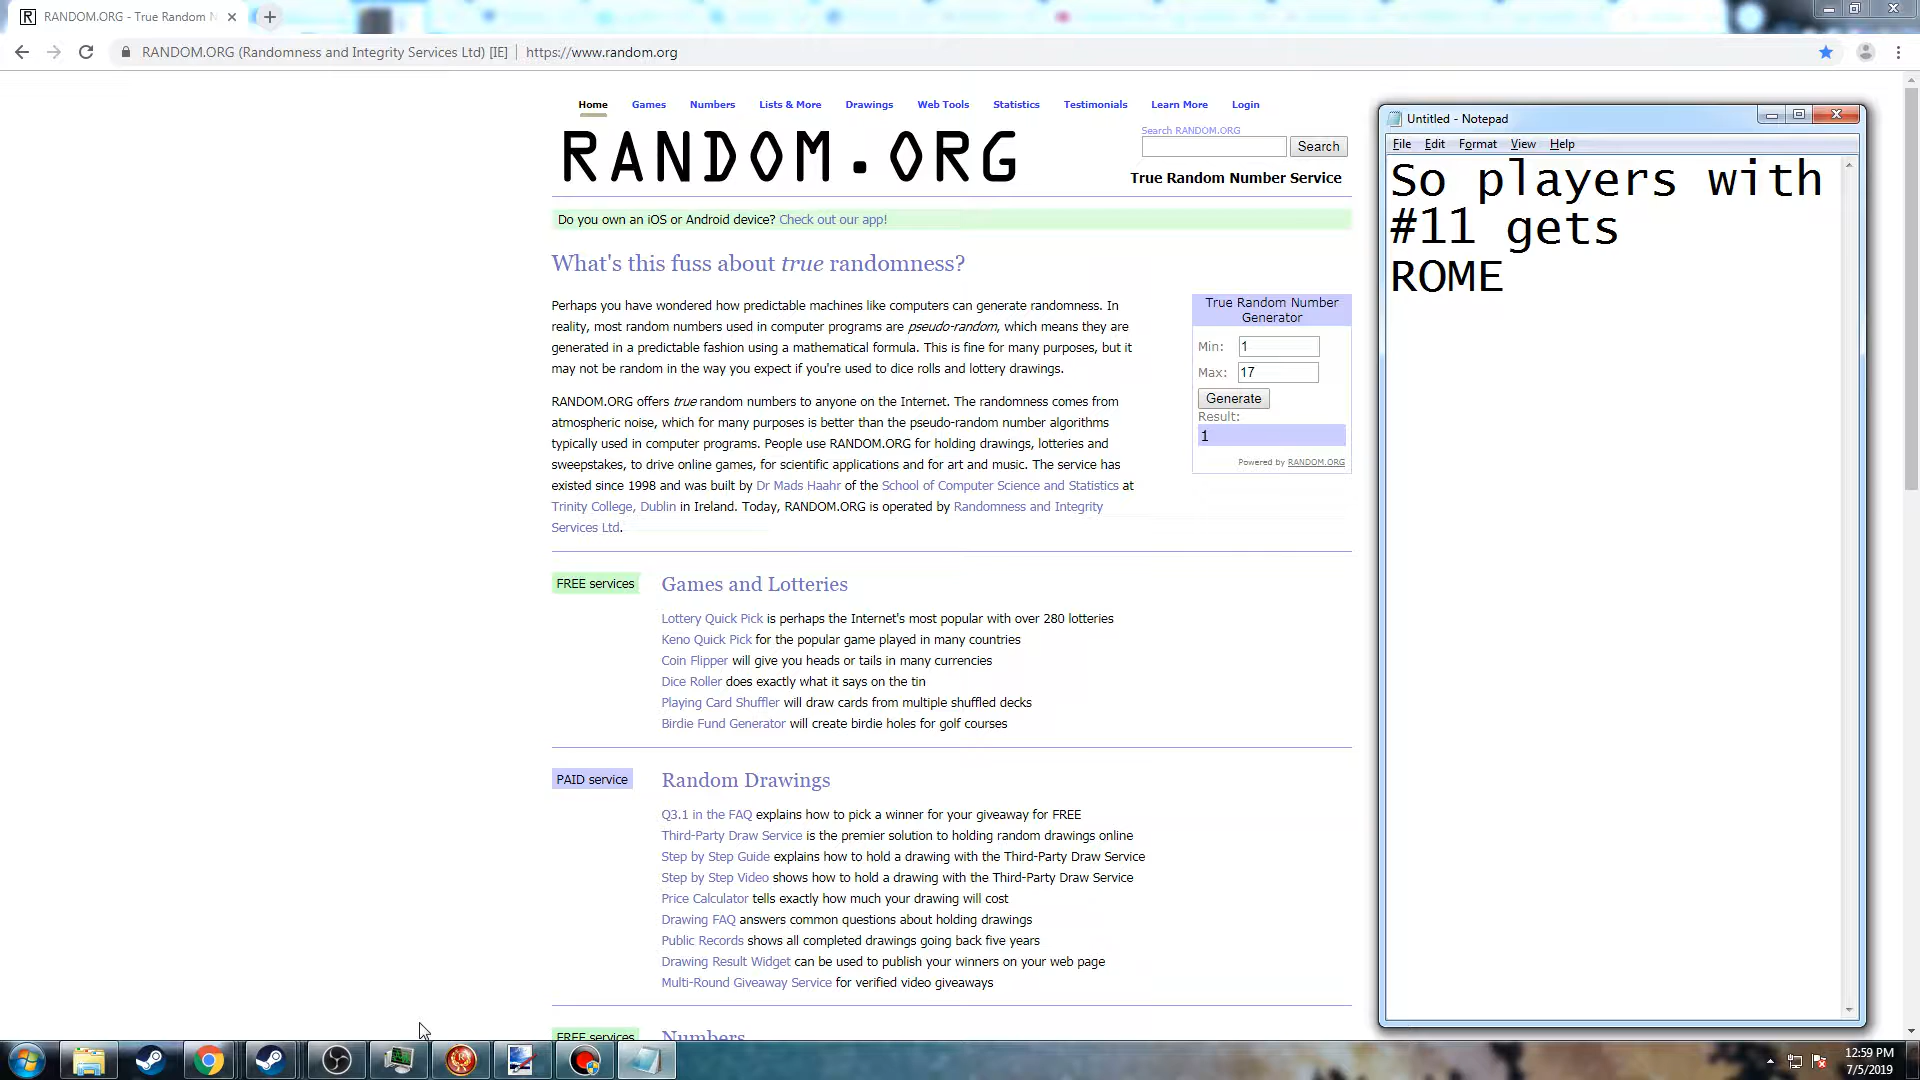 RANDOM.ORG - True Random N
RANDOM.ORG (Randomness and Integrity Services Ltd) [IE] | https://www.random.org
Home Games Numbers Lists & More Drawings Web Tools Statistics Testimonials Learn More Login
RANDOM.ORG
Search RANDOM.ORG
Search
True Random Number Service
Do you own an iOS or Android device? Check out our app!
What's this fuss about true randomness?
Perhaps you have wondered how predictable machines like computers can generate randomness. In
reality, most random numbers used in computer programs are pseudo-random, which means they are
generated in a predictable fashion using a mathematical formula. This is fine for many purposes, but it
may not be random in the way you expect if you're used to dice rolls and lottery drawings.
RANDOM.ORG offers true random numbers to anyone on the Internet. The randomness comes from
atmospheric noise, which for many purposes is better than the pseudo-random number algorithms
typically used in computer programs. People use RANDOM.ORG for holding drawings, lotteries and
sweepstakes, to drive online games, for scientific applications and for art and music. The service has
existed since 1998 and was built by Dr Mads Haahr of the School of Computer Science and Statistics at
Trinity College, Dublin in Ireland. Today, RANDOM.ORG is operated by Randomness and Integrity
Services Ltd.
True Random Number
Generator
Min: 1
Max: 17
Generate
Result:
1
Powered by RANDOM.ORG
FREE services
Games and Lotteries
Lottery Quick Pick is perhaps the Internet's most popular with over 280 lotteries
Keno Quick Pick for the popular game played in many countries
Coin Flipper will give you heads or tails in many currencies
Dice Roller does exactly what it says on the tin
Playing Card Shuffler will draw cards from multiple shuffled decks
Birdie Fund Generator will create birdie holes for golf courses
PAID service
Random Drawings
Q3.1 in the FAQ explains how to pick a winner for your giveaway for FREE
Third-Party Draw Service is the premier solution to holding random drawings online
Step by Step Guide explains how to hold a drawing with the Third-Party Draw Service
Step by Step Video shows how to hold a drawing with the Third-Party Draw Service
Price Calculator tells exactly how much your drawing will cost
Drawing FAQ answers common questions about holding drawings
Public Records shows all completed drawings going back five years
Drawing Result Widget can be used to publish your winners on your web page
Multi-Round Giveaway Service for verified video giveaways
FREE services
Numbers
Untitled - Notepad
File Edit Format View Help
So players with
#11 gets
ROME
12:59 PM
7/5/2019